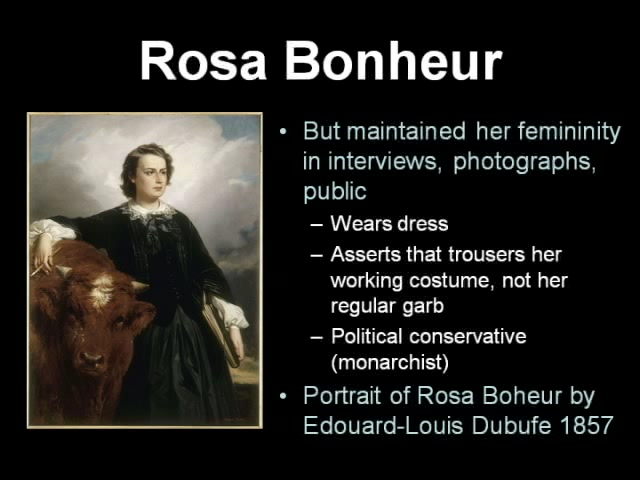 Rosa Bonheur
• But maintained her femininity
in interviews, photographs,
public
– Wears dress
– Asserts that trousers her
working costume, not her
regular garb
– Political conservative
(monarchist)
• Portrait of Rosa Boheur by
Edouard-Louis Dubufe 1857